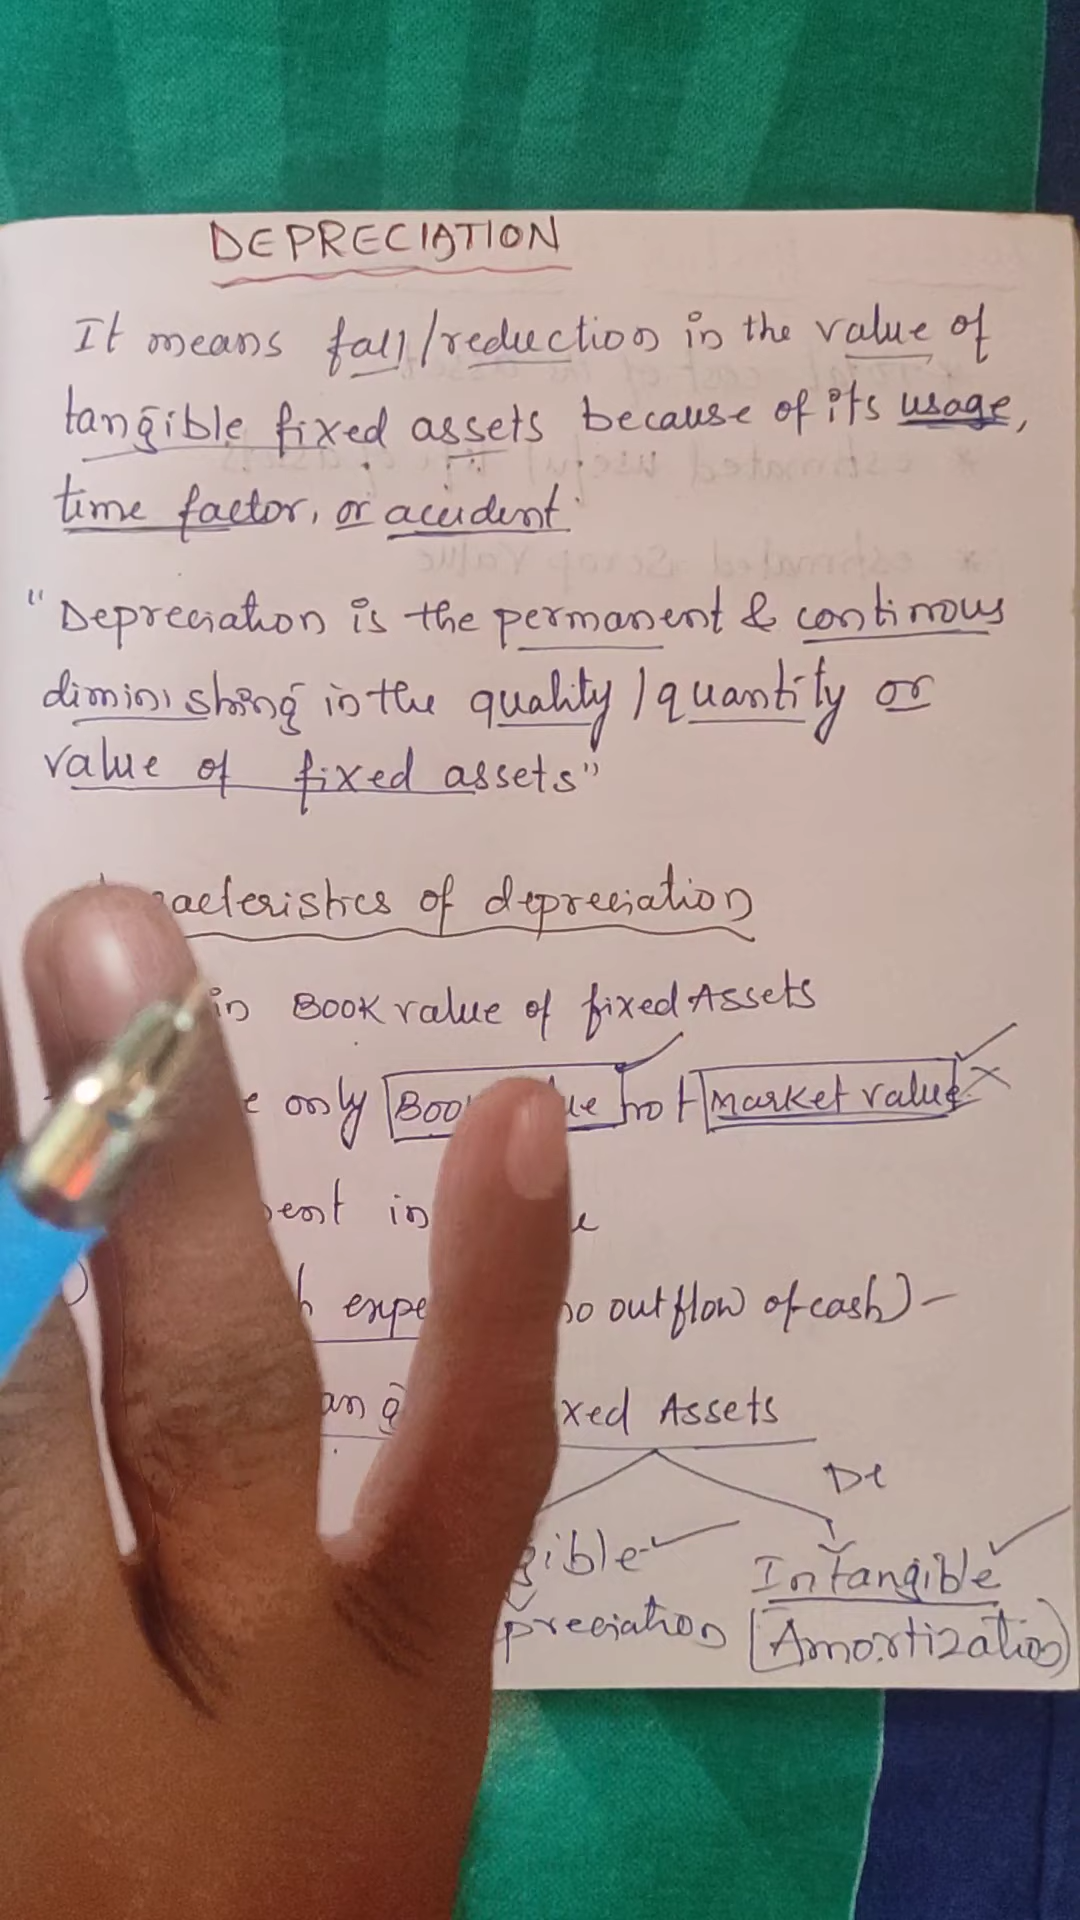 DEPRECIATION
It means fall/reduction in the value of
tangible fixed assets because of its usage,
time factor, or accident.
"Depreciation is the permanent & continous
diminishing in the quality/quantity or
value of fixed assets"
acteristics of depreciation
in BOOK value of fixed Assets
e only Boo ue not market value X
ent in e
h expe no outflow of cash) -
ang xed Assets
De
gible
Intangible
preciation [Amortization]